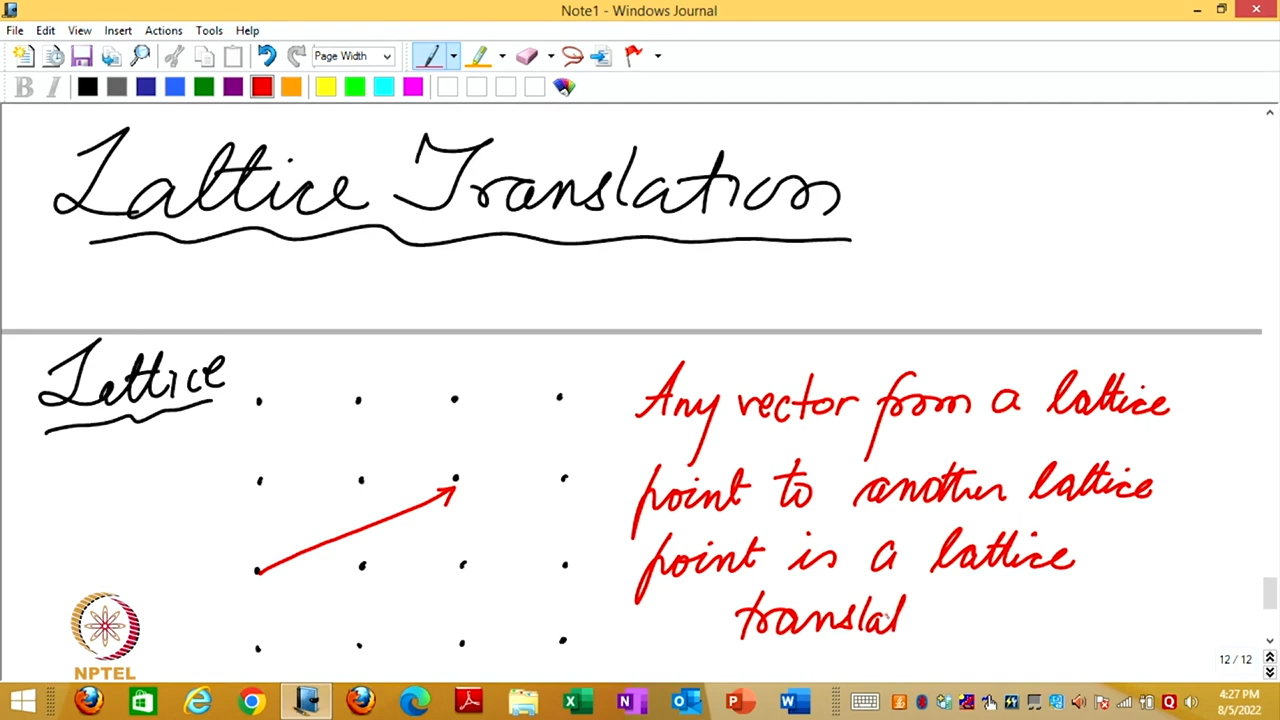 Note1 - Windows Journal
File Edit View Insert Actions Tools Help
Page Width
B I
Lattice Translation
Lattice
Any vector from a lattice
point to another lattice
point is a lattice
translat
NPTEL
12 / 12
4:27 PM
8/5/2022